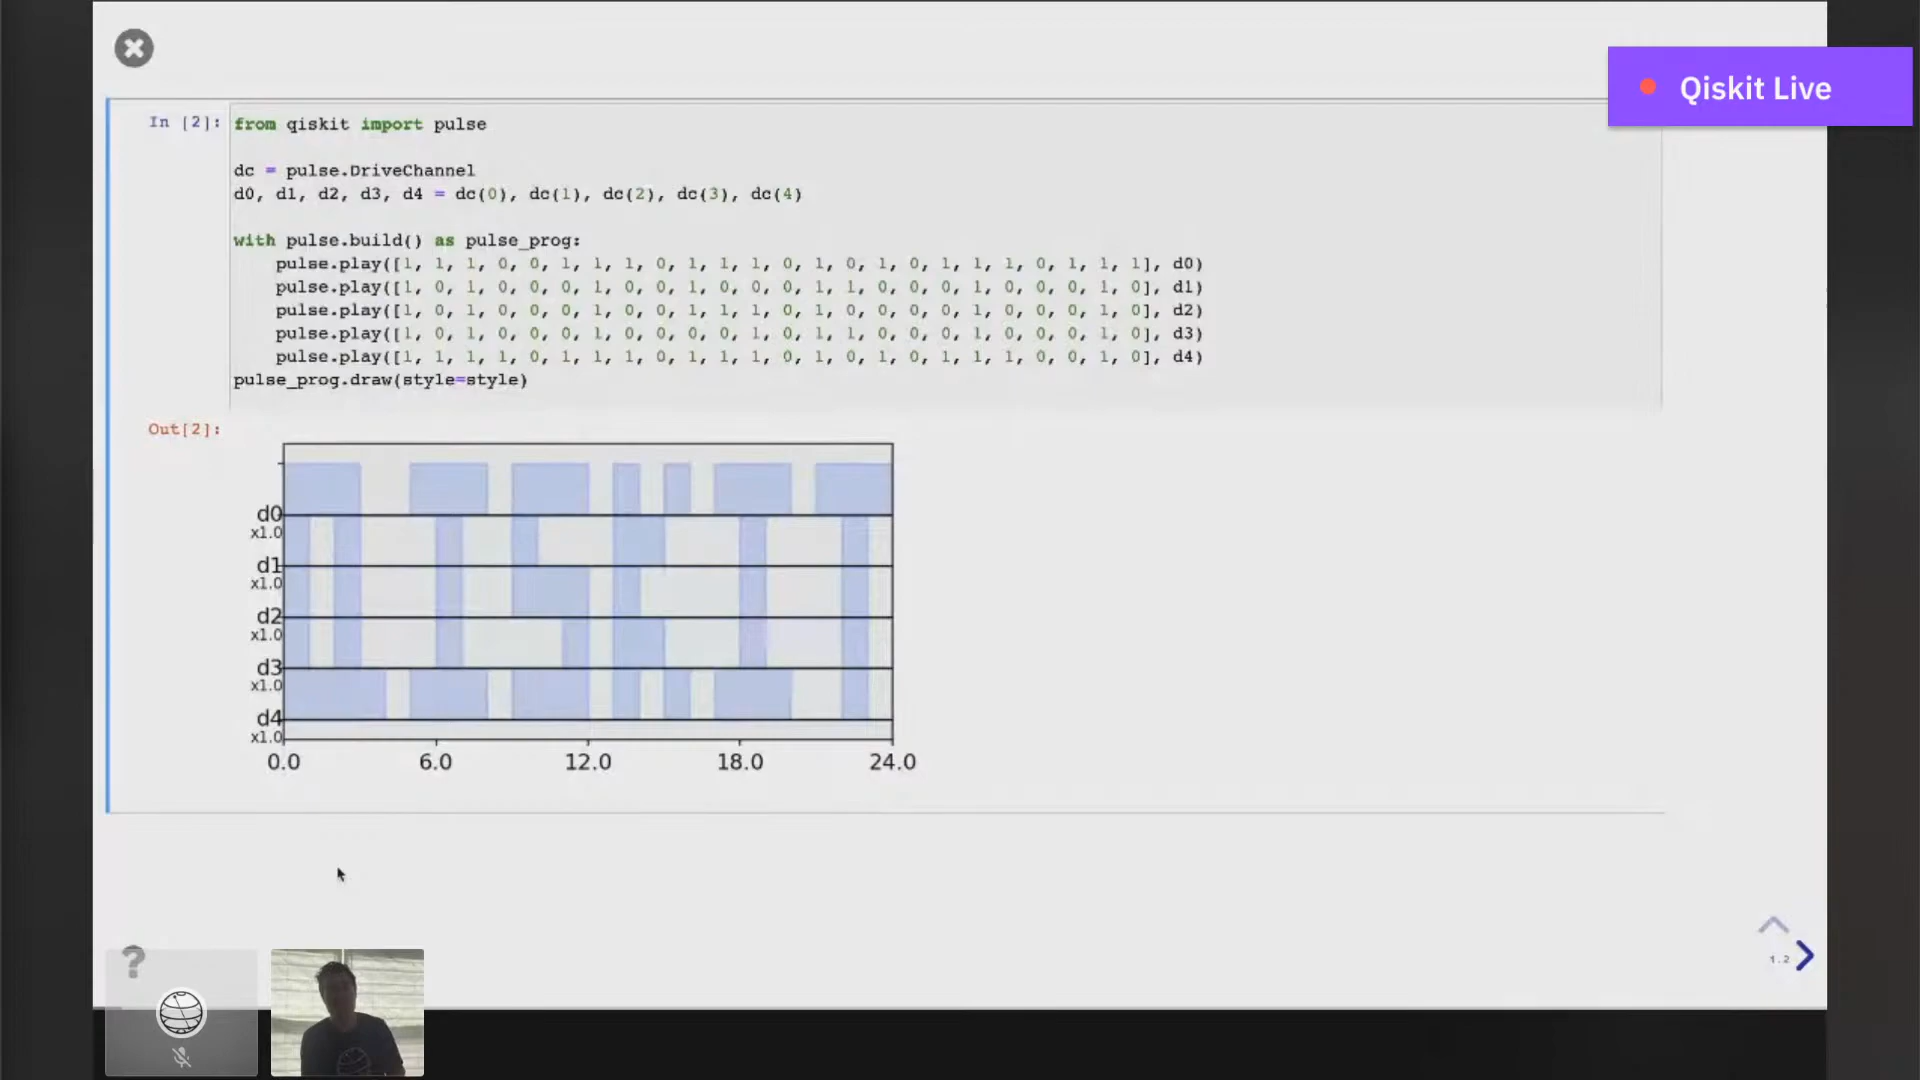 Qiskit Live
In [2]: from qiskit import pulse
dc = pulse.DriveChannel
d0, d1, d2, d3, d4 = dc(0), dc(1), dc(2), dc(3), dc(4)
with pulse.build() as pulse_prog:
pulse.play([1, 1, 1, 0, 0, 1, 1, 1, 0, 1, 1, 1, 0, 1, 0, 1, 0, 1, 1, 1, 0, 1, 1, 1], d0)
pulse.play([1, 0, 1, 0, 0, 0, 1, 0, 0, 1, 0, 0, 0, 1, 1, 0, 0, 0, 1, 0, 0, 0, 1, 0], d1)
pulse.play([1, 0, 1, 0, 0, 0, 1, 0, 0, 1, 1, 1, 0, 1, 0, 0, 0, 0, 1, 0, 0, 0, 1, 0], d2)
pulse.play([1, 0, 1, 0, 0, 0, 1, 0, 0, 0, 0, 1, 0, 1, 1, 0, 0, 0, 1, 0, 0, 0, 1, 0], d3)
pulse.play([1, 1, 1, 1, 0, 1, 1, 1, 0, 1, 1, 1, 0, 1, 0, 1, 0, 1, 1, 1, 0, 0, 1, 0], d4)
pulse_prog.draw(style=style)
Out[2]:
d0
x1.0
d1
x1.0
d2
x1.0
d3
x1.0
d4
x1.0
0.0 6.0 12.0 18.0 24.0
1.2
?